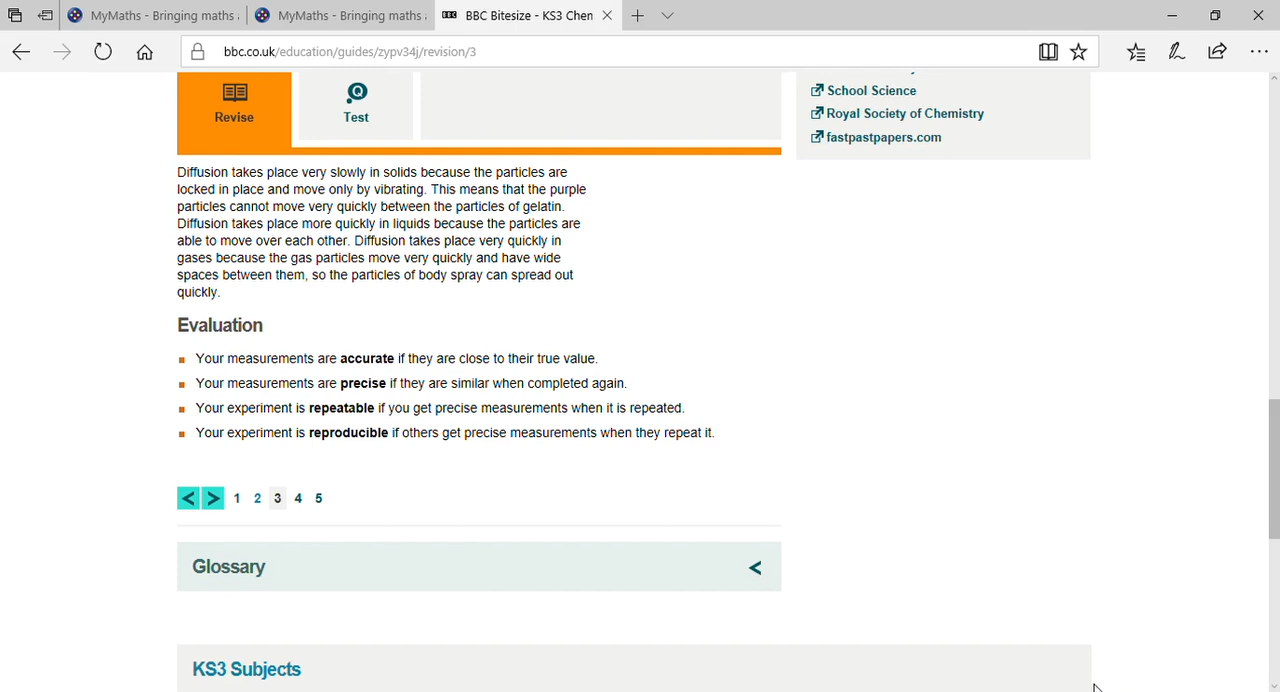 MyMaths - Bringing maths
MyMaths - Bringing maths
BBC Bitesize - KS3 Chen
bbc.co.uk/education/guides/zypv34j/revision/3
Revise
Test
School Science
Royal Society of Chemistry
fastpastpapers.com
Diffusion takes place very slowly in solids because the particles are
locked in place and move only by vibrating. This means that the purple
particles cannot move very quickly between the particles of gelatin.
Diffusion takes place more quickly in liquids because the particles are
able to move over each other. Diffusion takes place very quickly in
gases because the gas particles move very quickly and have wide
spaces between them, so the particles of body spray can spread out
quickly.
Evaluation
Your measurements are accurate if they are close to their true value.
Your measurements are precise if they are similar when completed again.
Your experiment is repeatable if you get precise measurements when it is repeated.
Your experiment is reproducible if others get precise measurements when they repeat it.
< > 1 2 3 4 5
Glossary <
KS3 Subjects